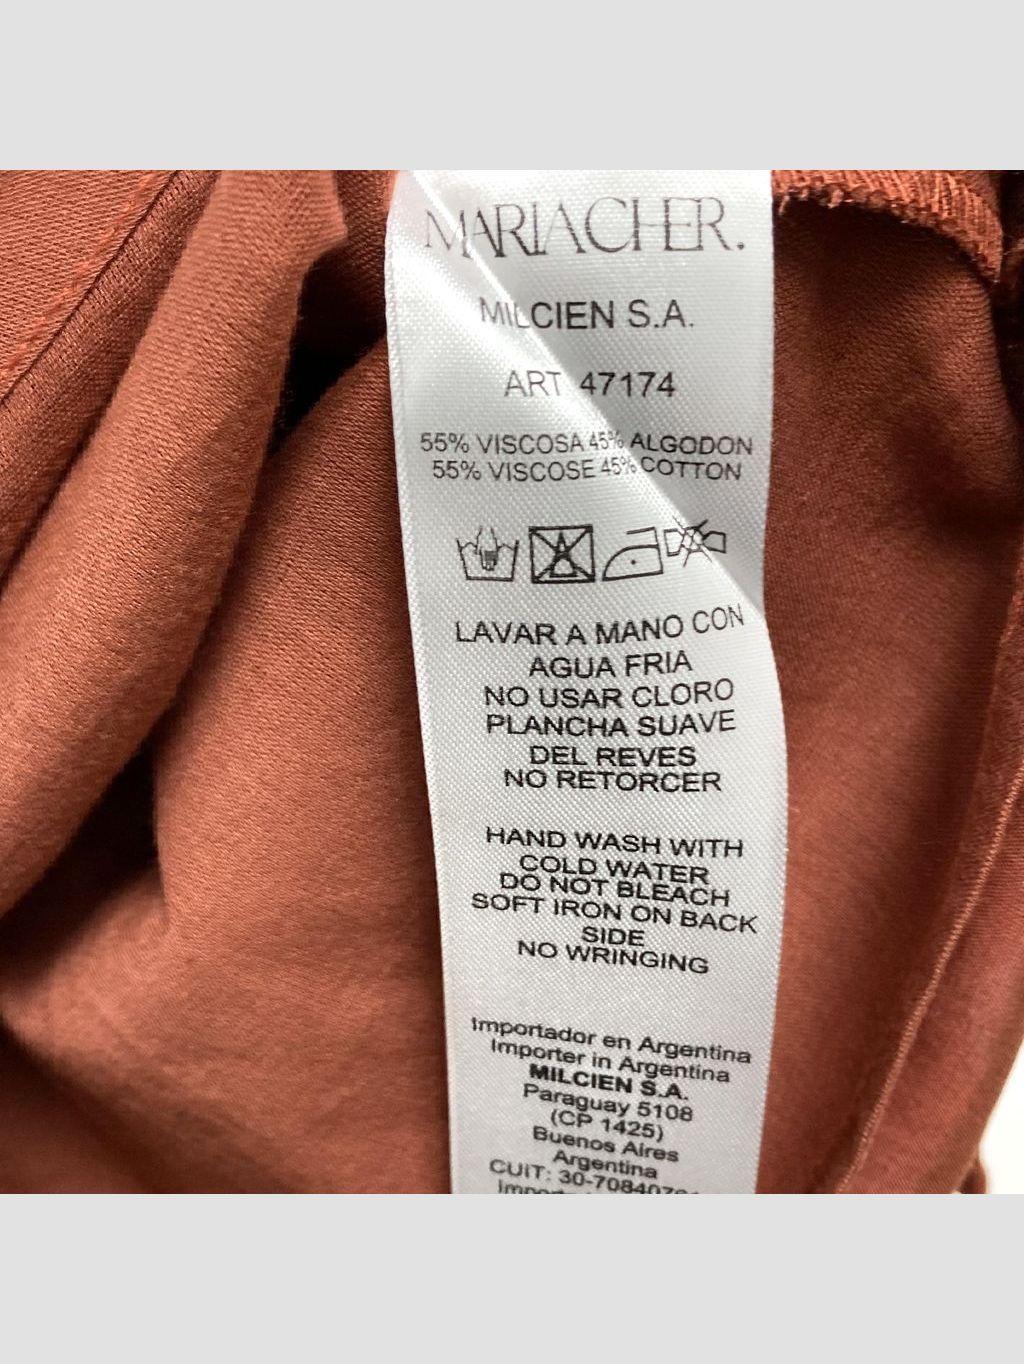 MARIACHER.
MILCIEN S.A.
ART. 47174
55% VISCOSA 45% ALGODON
55% VISCOSE 45% COTTON
LAVAR A MANO CON
AGUA FRIA
NO USAR CLORO
PLANCHA SUAVE
DEL REVES
NO RETORCER
HAND WASH WITH
COLD WATER
DO NOT BLEACH
SOFT IRON ON BACK
SIDE
NO WRINGING
Importador en Argentina
Importer in Argentina
MILCIEN S.A.
Paraguay 5108
(CP 1425)
Buenos Aires
Argentina
CUIT: